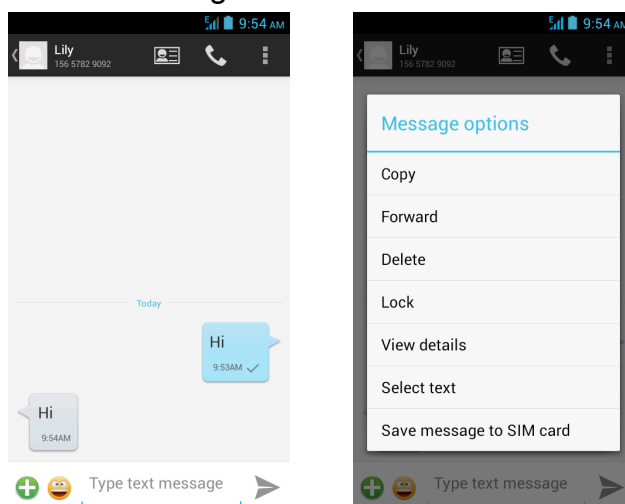 E 9:54 AM
Lily
156 5782 9092
Today
Hi
9:53AM
Hi
9:54AM
Type text message
E 9:54 AM
Lily
156 5782 9092
Message options
Copy
Forward
Delete
Lock
View details
Select text
Save message to SIM card
Type text message